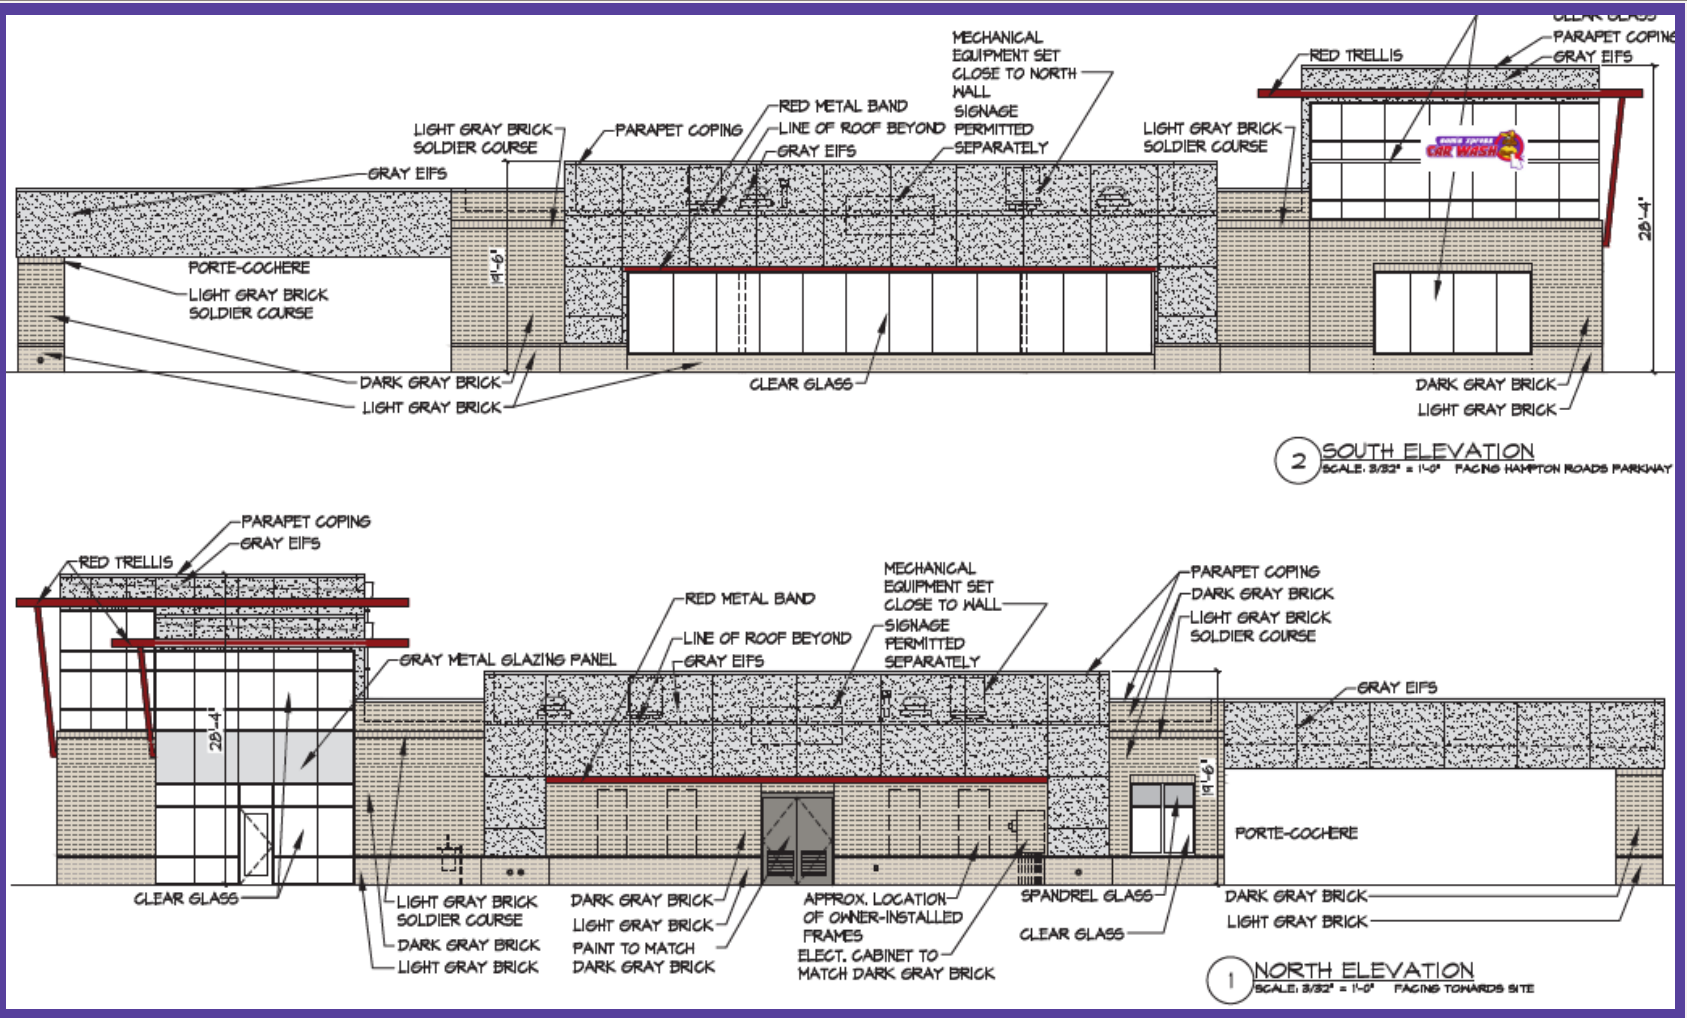 CLEAR GLASS
PARAPET COPING
GRAY EIFS
RED TRELLIS
MECHANICAL
EQUIPMENT SET
CLOSE TO NORTH
WALL
SIGNAGE
PERMITTED
SEPARATELY
RED METAL BAND
LINE OF ROOF BEYOND
GRAY EIFS
PARAPET COPING
LIGHT GRAY BRICK
SOLDIER COURSE
LIGHT GRAY BRICK
SOLDIER COURSE
CAR WASH
GRAY EIFS
28'-4"
19'-6"
PORTE-COCHERE
LIGHT GRAY BRICK
SOLDIER COURSE
DARK GRAY BRICK
LIGHT GRAY BRICK
CLEAR GLASS
DARK GRAY BRICK
LIGHT GRAY BRICK
2 SOUTH ELEVATION
SCALE: 3/32" = 1'-0" FACING HAMPTON ROADS PARKWAY
PARAPET COPING
GRAY EIFS
RED TRELLIS
MECHANICAL
EQUIPMENT SET
CLOSE TO WALL
SIGNAGE
PERMITTED
SEPARATELY
RED METAL BAND
LINE OF ROOF BEYOND
GRAY EIFS
GRAY METAL GLAZING PANEL
PARAPET COPING
DARK GRAY BRICK
LIGHT GRAY BRICK
SOLDIER COURSE
GRAY EIFS
28'-4"
19'-6"
PORTE-COCHERE
CLEAR GLASS
LIGHT GRAY BRICK
SOLDIER COURSE
DARK GRAY BRICK
LIGHT GRAY BRICK
DARK GRAY BRICK
LIGHT GRAY BRICK
PAINT TO MATCH
DARK GRAY BRICK
APPROX. LOCATION
OF OWNER-INSTALLED
FRAMES
ELECT. CABINET TO
MATCH DARK GRAY BRICK
SPANDREL GLASS
CLEAR GLASS
DARK GRAY BRICK
LIGHT GRAY BRICK
1 NORTH ELEVATION
SCALE: 3/32" = 1'-0" FACING TOWARDS SITE